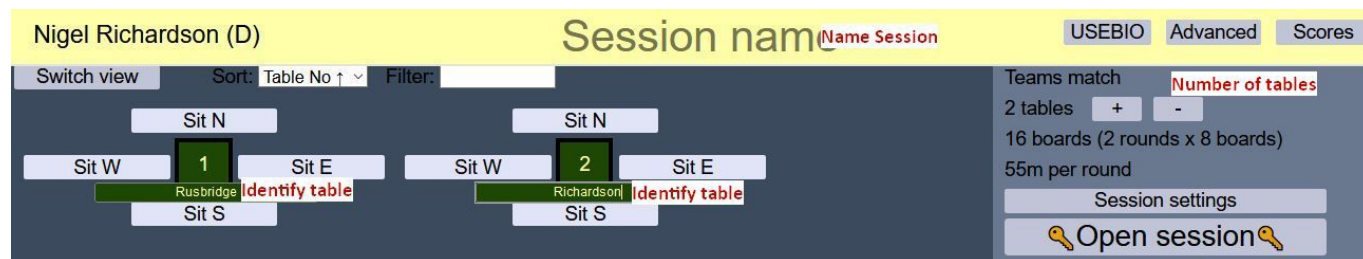 Nigel Richardson (D) Session name Name Session USEBIO Advanced Scores
Switch view Sort: Table No ↑ Filter:
Teams match Number of tables
2 tables + -
16 boards (2 rounds x 8 boards)
55m per round
Session settings
Open session
Sit N Sit N
Sit W 1 Sit E Sit W 2 Sit E
Rusbridge Identify table Richardson Identify table
Sit S Sit S